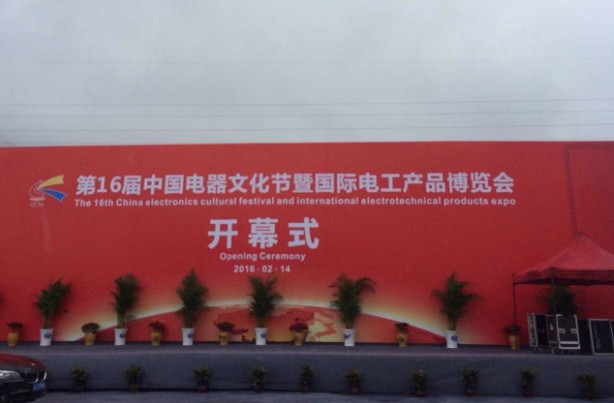 第16届中国电器文化节暨国际电工产品博览会
The 16th China electronics cultural festival and international electrotechnical products expo
开幕式
Opening Ceremony
2016-02-14